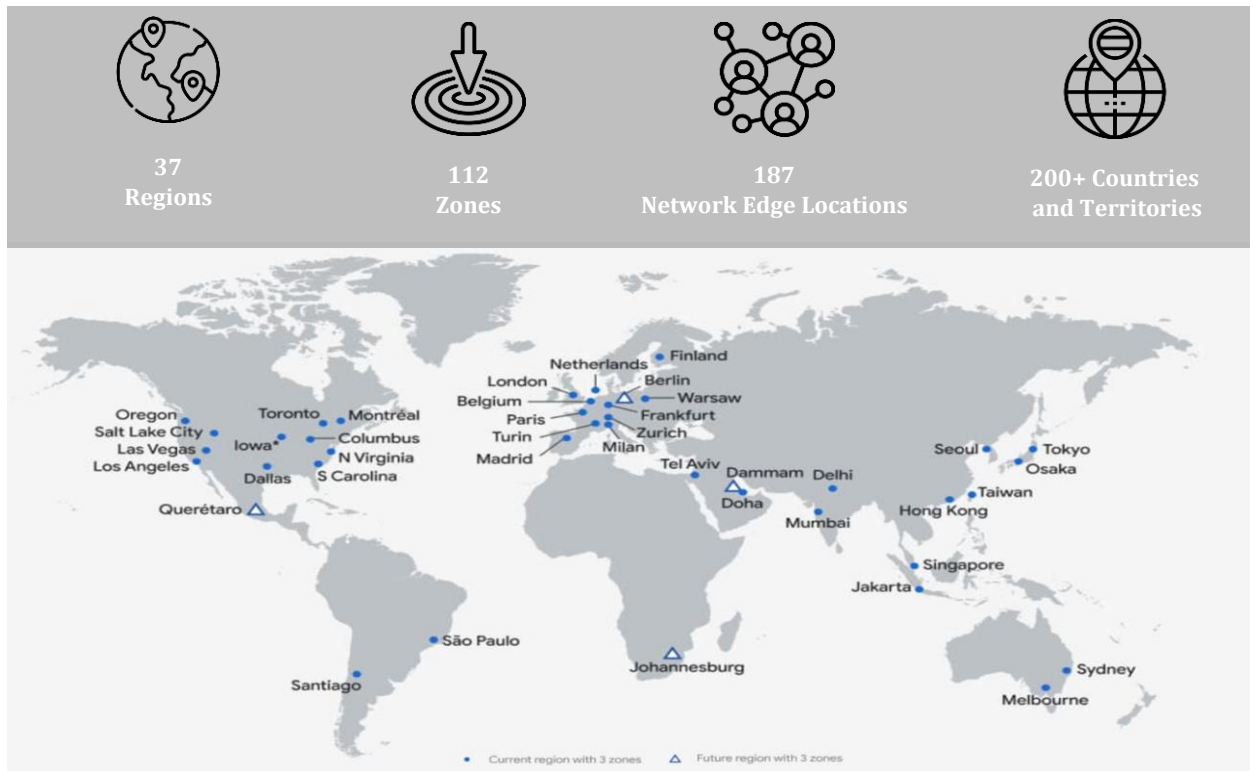 37
Regions
112
Zones
187
Network Edge Locations
200+ Countries
and Territories
Netherlands
Finland
London
Berlin
Belgium
Warsaw
Paris
Frankfurt
Turin
Zurich
Madrid
Milan
Oregon
Toronto
Montréal
Salt Lake City
Iowa*
Columbus
Las Vegas
N Virginia
Los Angeles
Dallas
S Carolina
Querétaro
Tel Aviv
Dammam
Delhi
Doha
Mumbai
Seoul
Tokyo
Osaka
Taiwan
Hong Kong
Singapore
Jakarta
São Paulo
Santiago
Johannesburg
Sydney
Melbourne
Current region with 3 zones
Future region with 3 zones